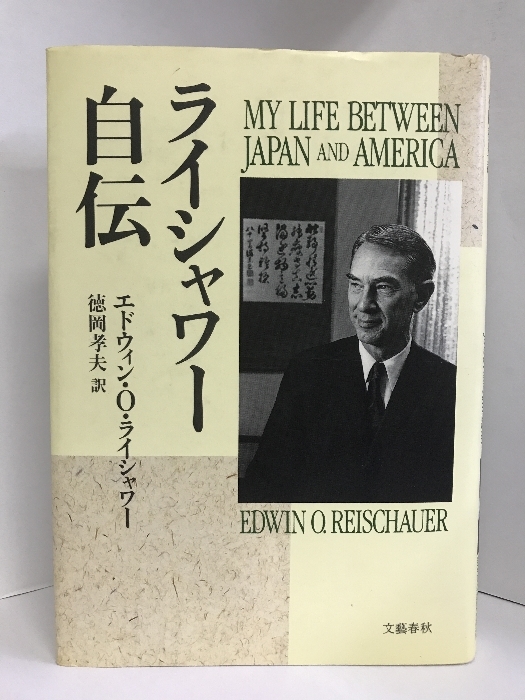 ライシャワー
自伝
エドウィン・O・ライシャワー
徳岡孝夫 訳
MY LIFE BETWEEN
JAPAN AND AMERICA
EDWIN O. REISCHAUER
文藝春秋